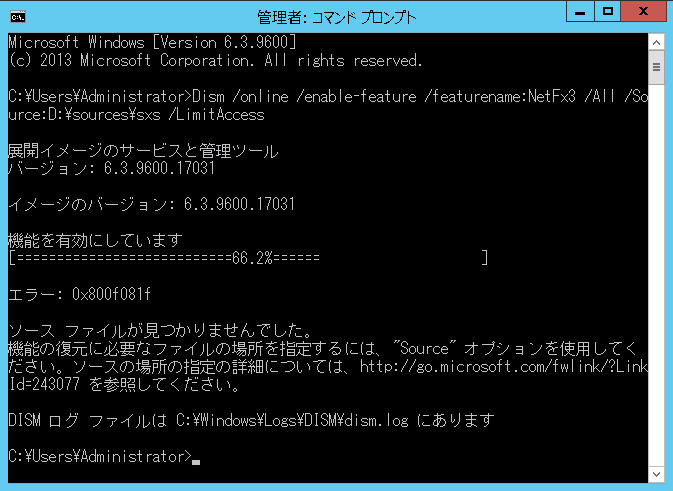 管理者: コマンド プロンプト
Microsoft Windows [Version 6.3.9600]
(c) 2013 Microsoft Corporation. All rights reserved.
C:¥Users¥Administrator>Dism /online /enable-feature /featurename:NetFx3 /All /So
urce:D:¥sources¥sxs /LimitAccess
展開イメージのサービスと管理ツール
バージョン: 6.3.9600.17031
イメージのバージョン: 6.3.9600.17031
機能を有効にしています
[===========================66.2%======                    ]
エラー: 0x800f081f
ソース ファイルが見つかりませんでした。
機能の復元に必要なファイルの場所を指定するには、"Source" オプションを使用してく
ださい。ソースの場所の指定の詳細については、http://go.microsoft.com/fwlink/?Link
Id=243077 を参照してください。
DISM ログ ファイルは C:¥Windows¥Logs¥DISM¥dism.log にあります
C:¥Users¥Administrator>